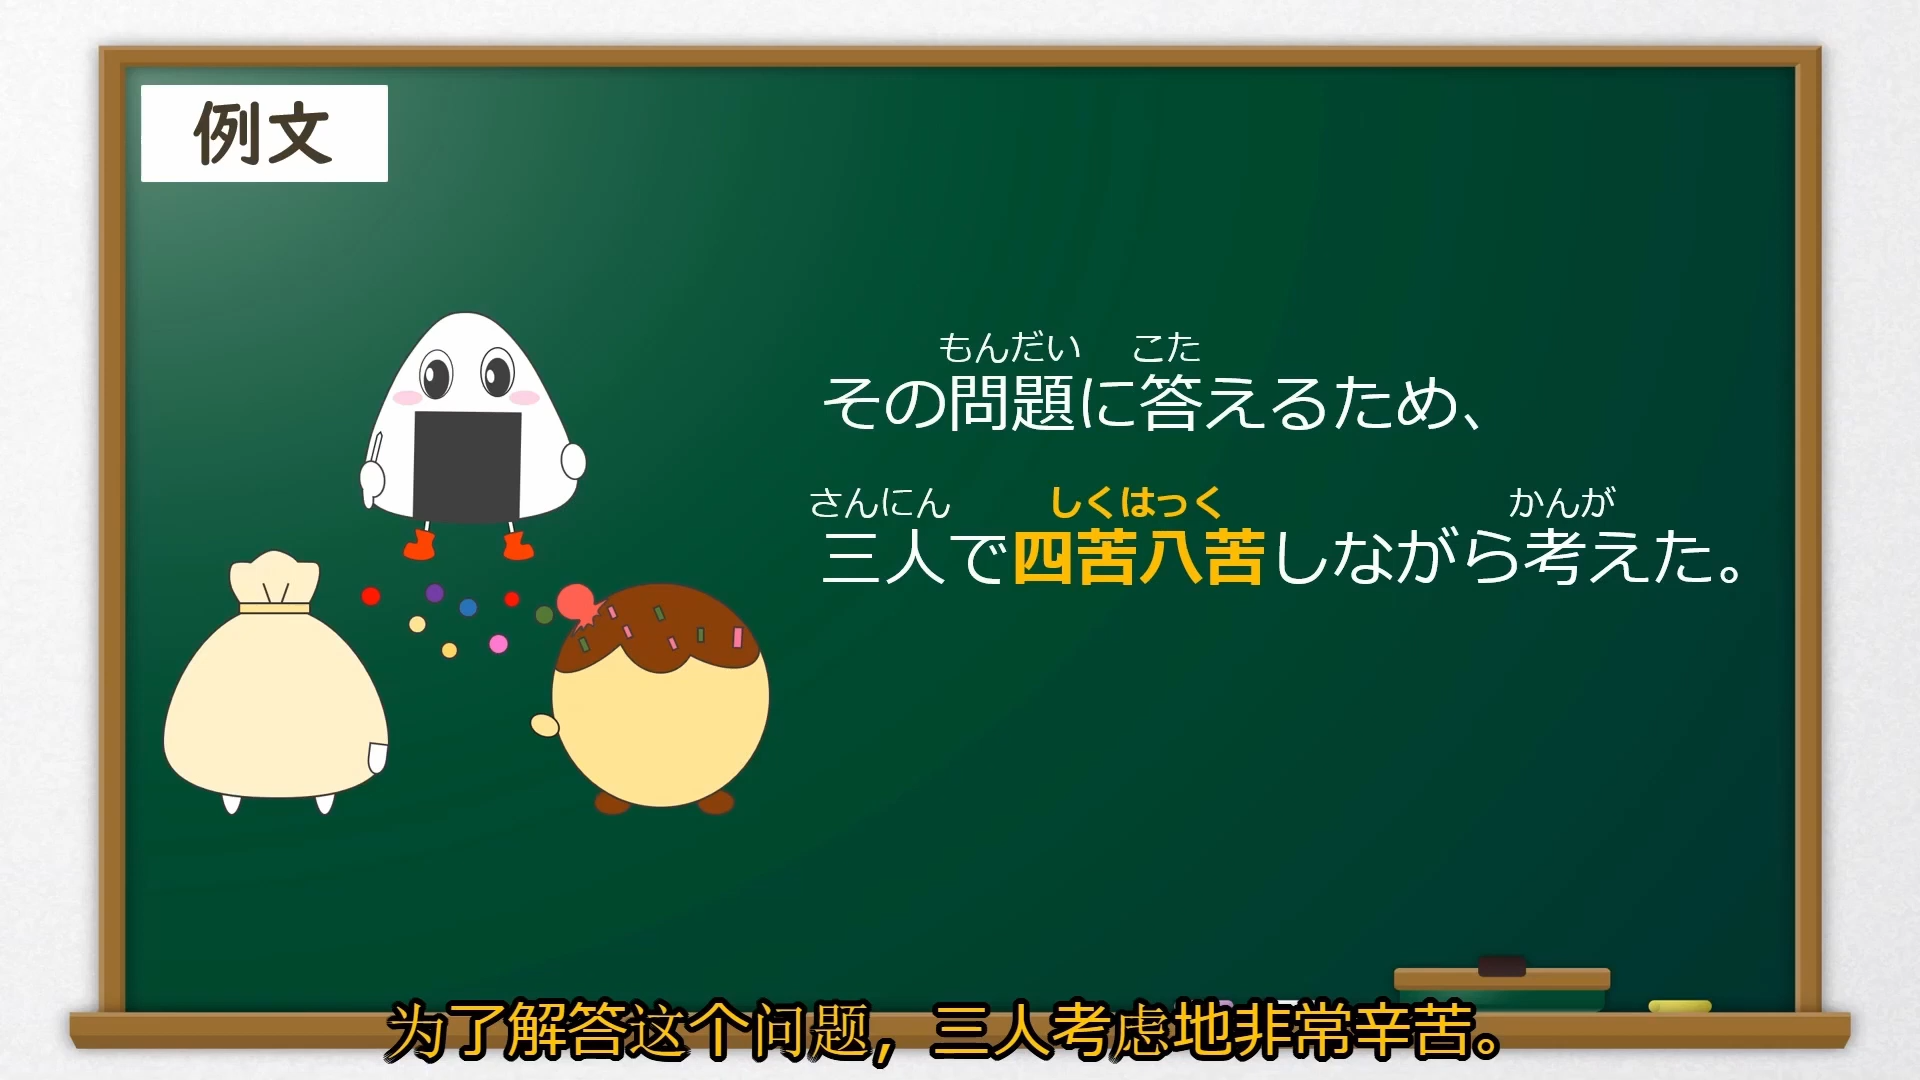 例文
もんだい こた
その問題に答えるため、
さんにん しくはっく かんが
三人で四苦八苦しながら考えた。
为了解答这个问题，三人考虑地非常辛苦。